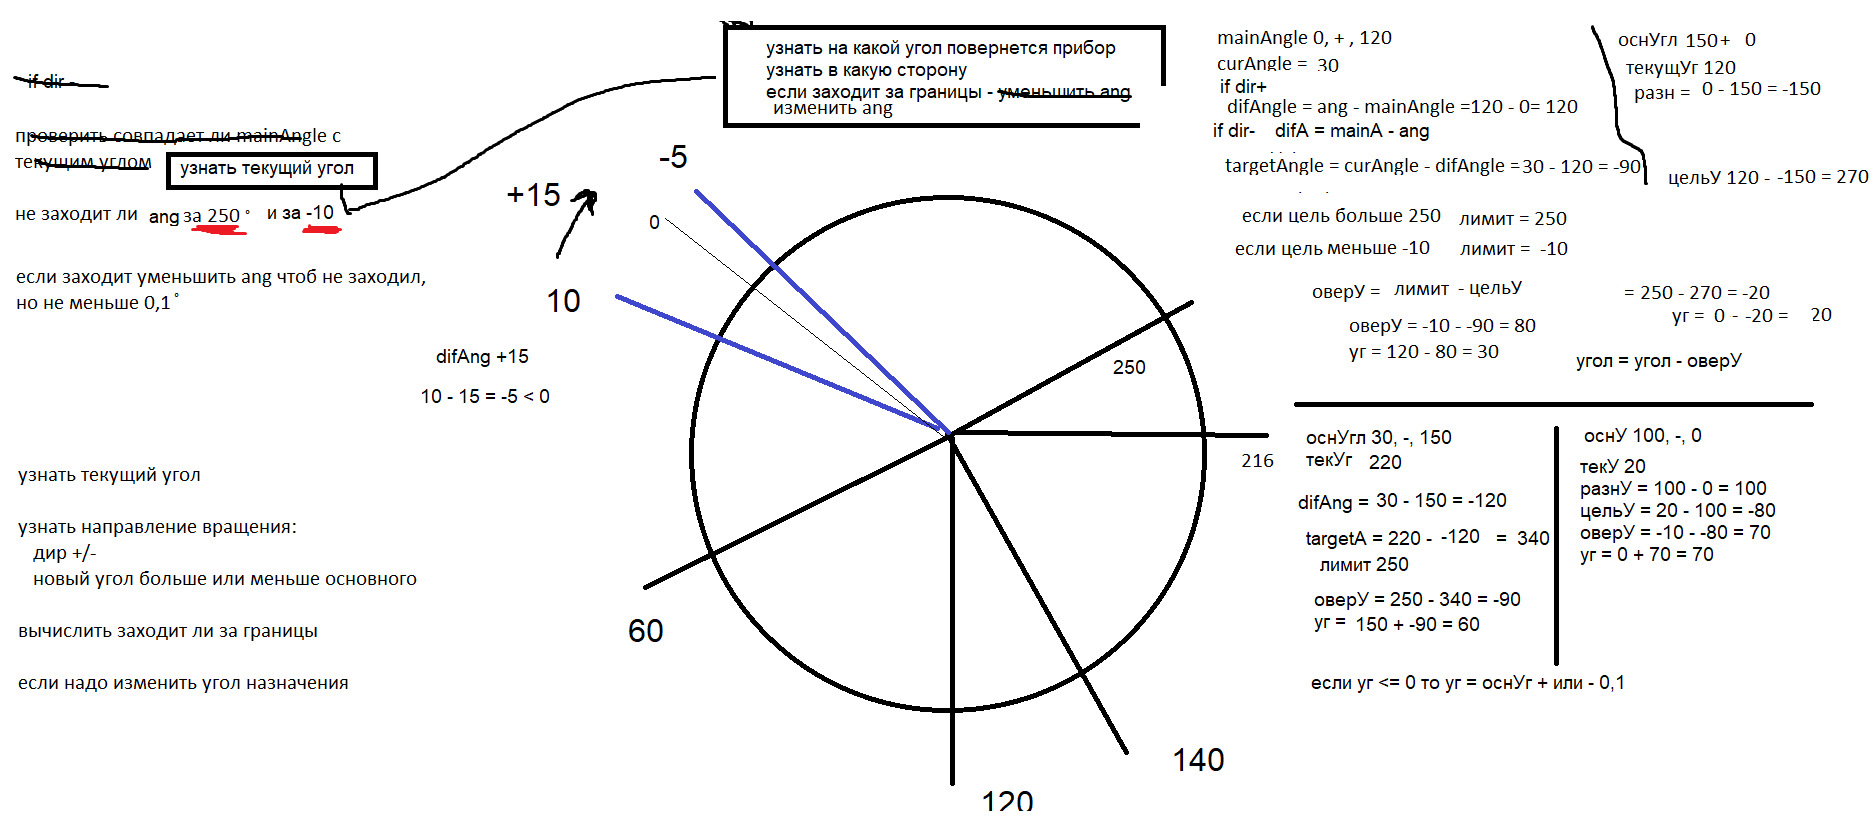 if dir -
проверить совпадает ли mainAngle с
текущим углом
узнать текущий угол
не заходит ли ang за 250 ° и за -10
если заходит уменьшить ang чтоб не заходил,
но не меньше 0,1°
узнать на какой угол повернется прибор
узнать в какую сторону
если заходит за границы - уменьшить ang
изменить ang
-5
+15
0
10
difAng +15
10 - 15 = -5 < 0
250
216
60
140
120
узнать текущий угол
узнать направление вращения:
дир +/-
новый угол больше или меньше основного
вычислить заходит ли за границы
если надо изменить угол назначения
mainAngle 0, + , 120
curAngle = 30
if dir+
difAngle = ang - mainAngle =120 - 0= 120
if dir- difA = mainA - ang
targetAngle = curAngle - difAngle =30 - 120 = -90
если цель больше 250 лимит = 250
если цель меньше -10 лимит = -10
оверУ = лимит - цельУ
оверУ = -10 - -90 = 80
уг = 120 - 80 = 30
оснУгл 150+ 0
текущУг 120
разн = 0 - 150 = -150
цельУ 120 - -150 = 270
= 250 - 270 = -20
уг = 0 - -20 = 20
угол = угол - оверУ
оснУгл 30, -, 150
текУг 220
difAng = 30 - 150 = -120
targetA = 220 - -120 = 340
лимит 250
оверУ = 250 - 340 = -90
уг = 150 + -90 = 60
оснУ 100, -, 0
текУ 20
разнУ = 100 - 0 = 100
цельУ = 20 - 100 = -80
оверУ = -10 - -80 = 70
уг = 0 + 70 = 70
если уг <= 0 то уг = оснУг + или - 0,1